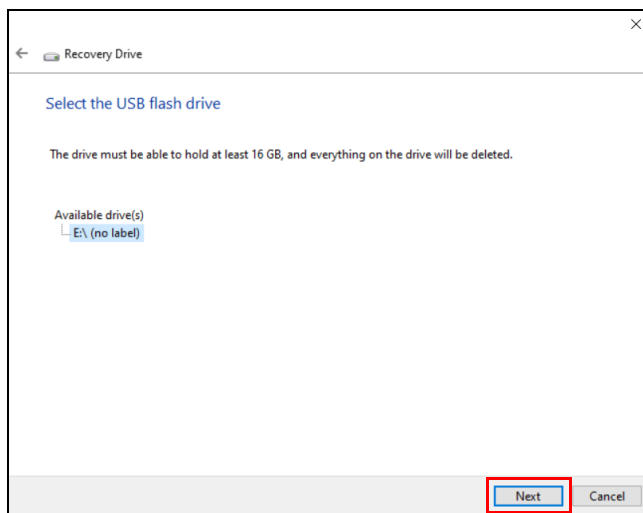 Recovery Drive
Select the USB flash drive
The drive must be able to hold at least 16 GB, and everything on the drive will be deleted.
Available drive(s)
E:\ (no label)
Next
Cancel